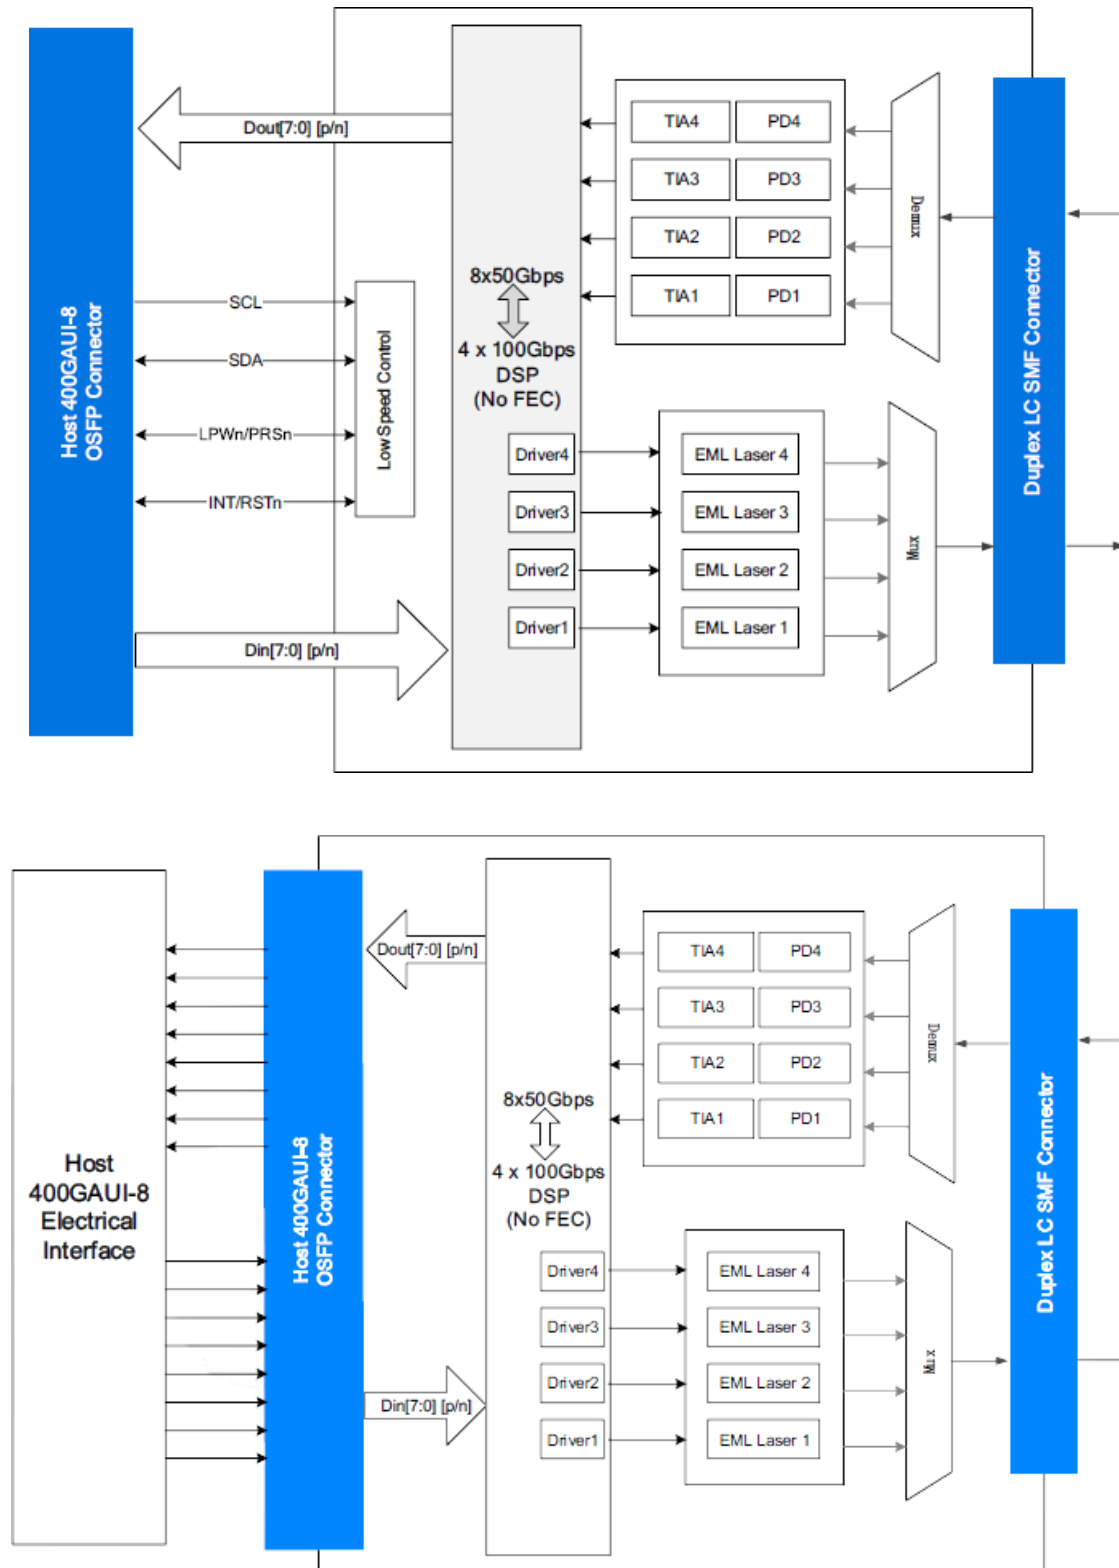 Host 400GAUI-8
OSFP Connector
Dout[7:0] [p/n]
SCL
SDA
LPWn/PRSn
INT/RSTn
Low Speed Control
Din[7:0] [p/n]
8x50Gbps
4 x 100Gbps
DSP
(No FEC)
TIA4 PD4
TIA3 PD3
TIA2 PD2
TIA1 PD1
Demux
Driver4 EML Laser 4
Driver3 EML Laser 3
Driver2 EML Laser 2
Driver1 EML Laser 1
Mux
Duplex LC SMF Connector
Host
400GAUI-8
Electrical
Interface
Host 400GAUI-8
OSFP Connector
Dout[7:0] [p/n]
Din[7:0] [p/n]
8x50Gbps
4 x 100Gbps
DSP
(No FEC)
TIA4 PD4
TIA3 PD3
TIA2 PD2
TIA1 PD1
Demux
Driver4 EML Laser 4
Driver3 EML Laser 3
Driver2 EML Laser 2
Driver1 EML Laser 1
Mux
Duplex LC SMF Connector